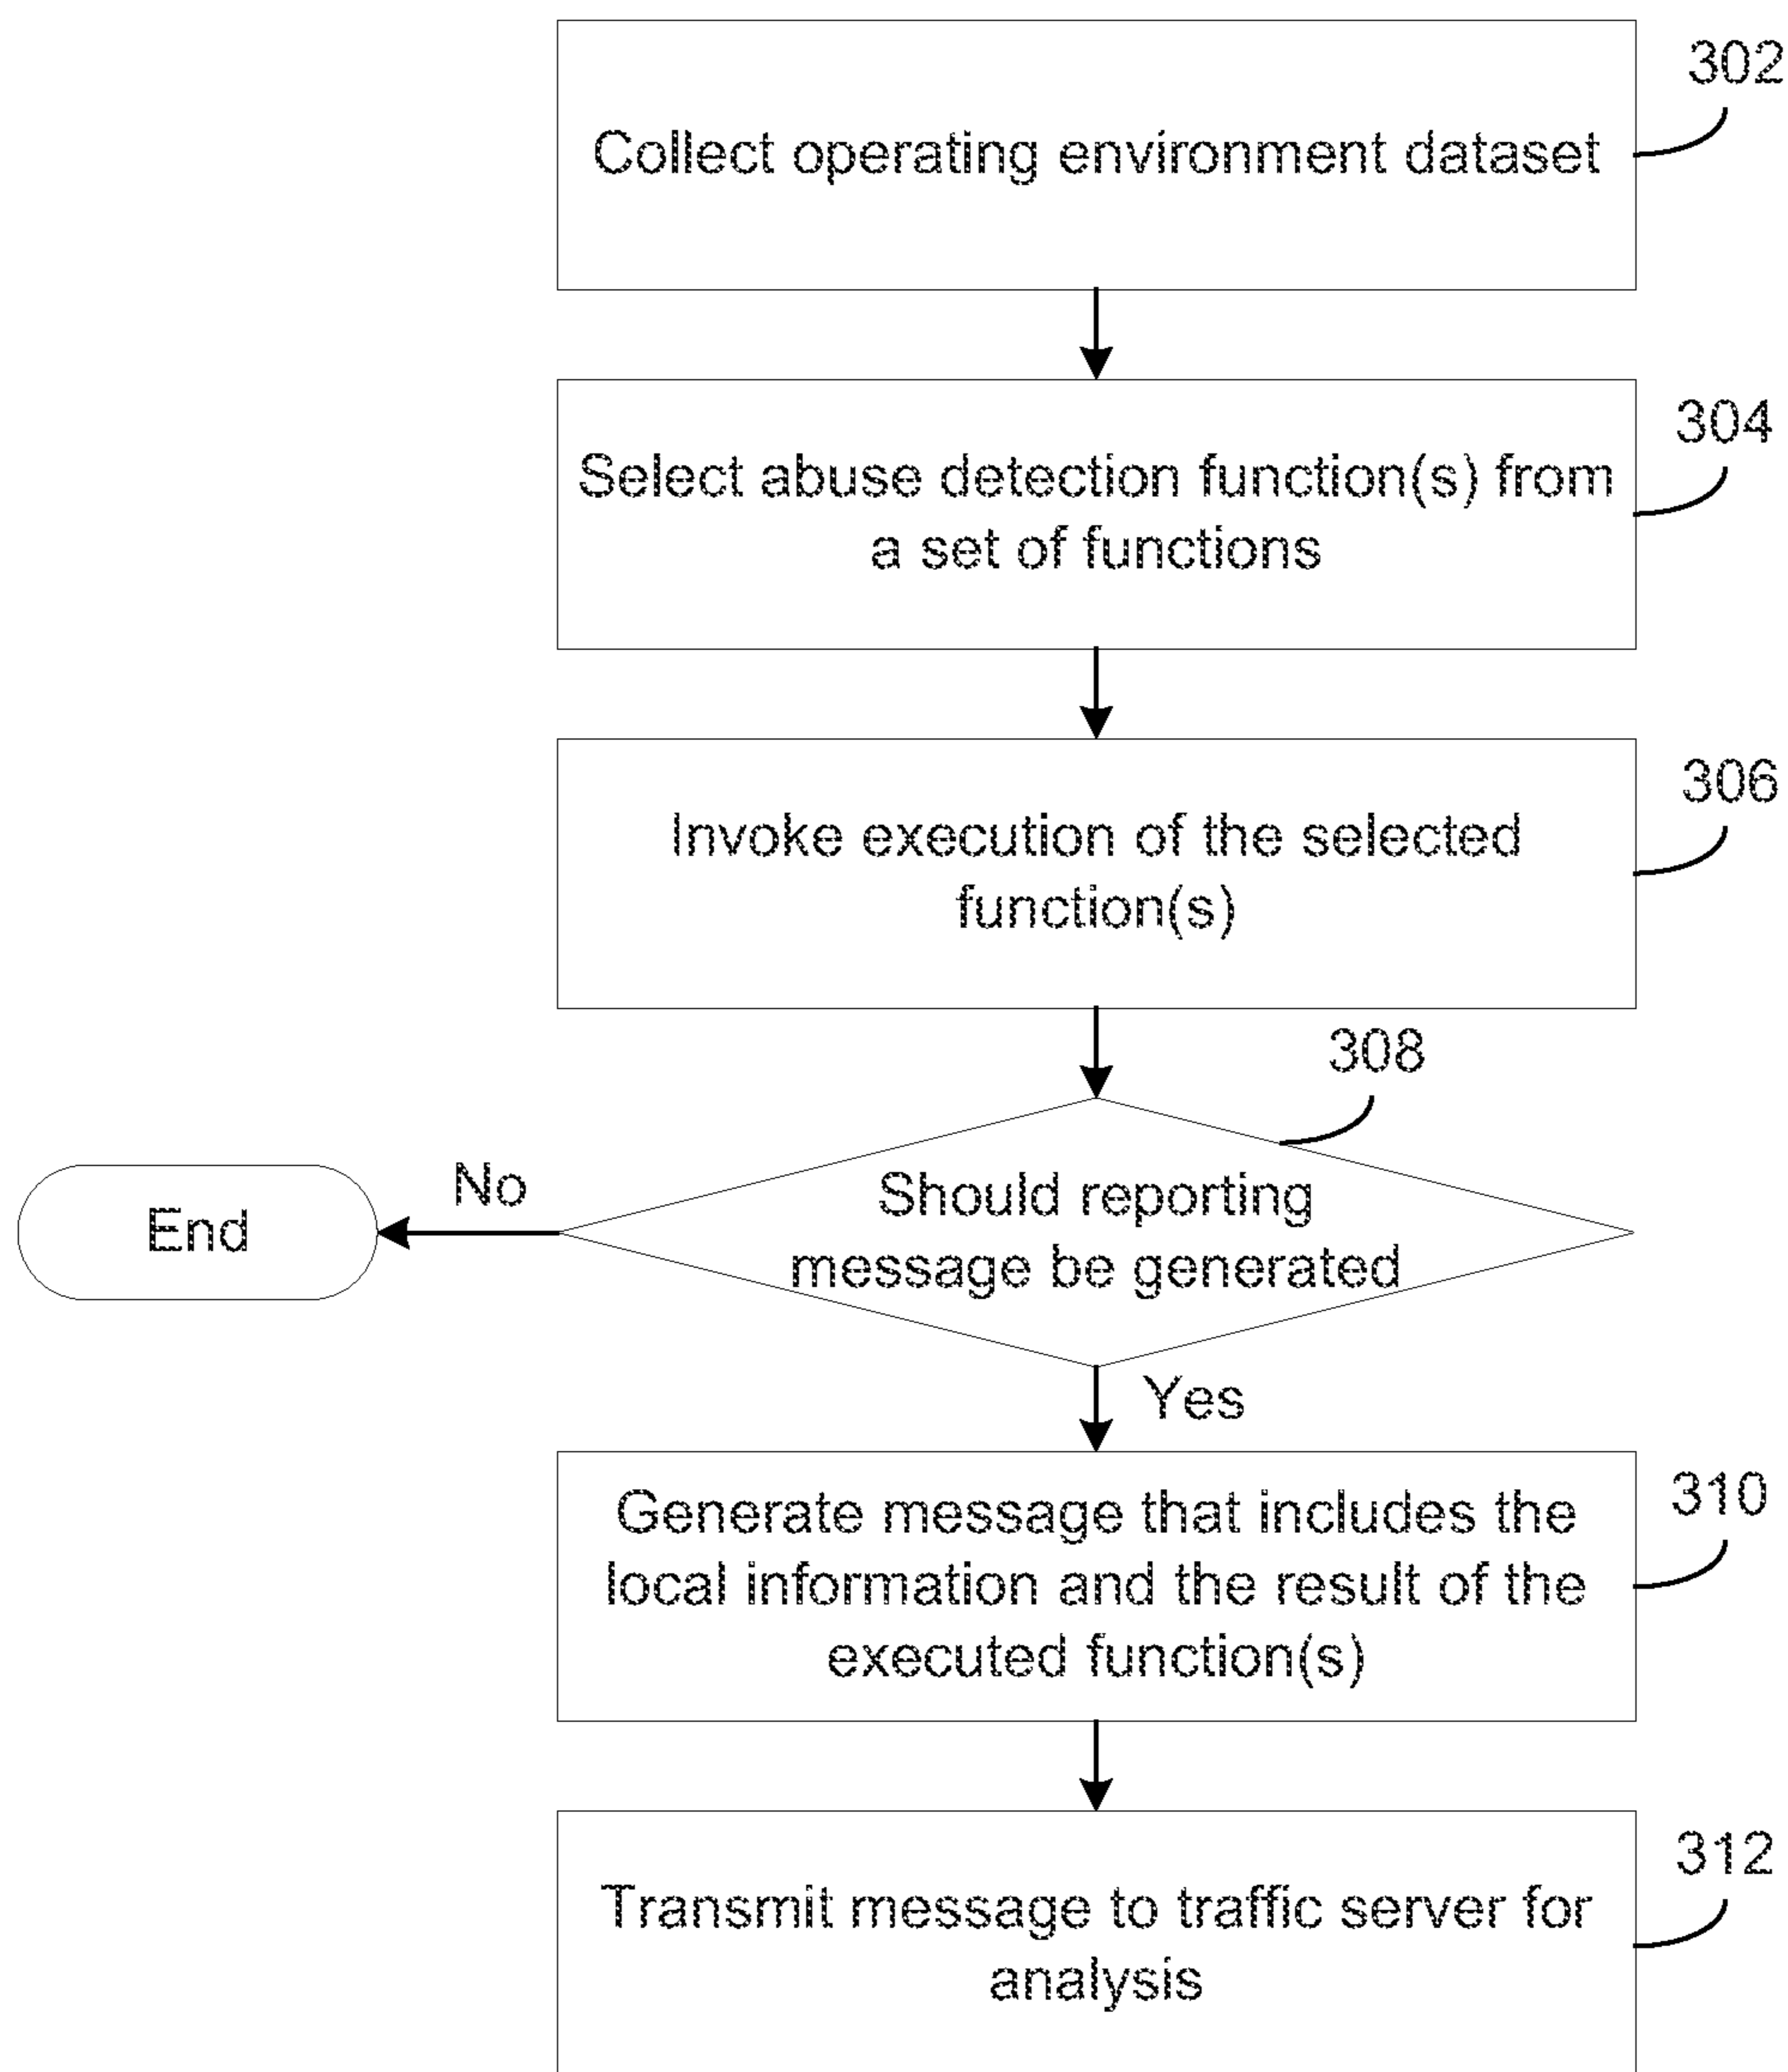 302
Collect operating environment dataset
304
Select abuse detection function(s) from
a set of functions
306
Invoke execution of the selected
function(s)
308
Should reporting
message be generated
No
End
Yes
310
Generate message that includes the
local information and the result of the
executed function(s)
312
Transmit message to traffic server for
analysis